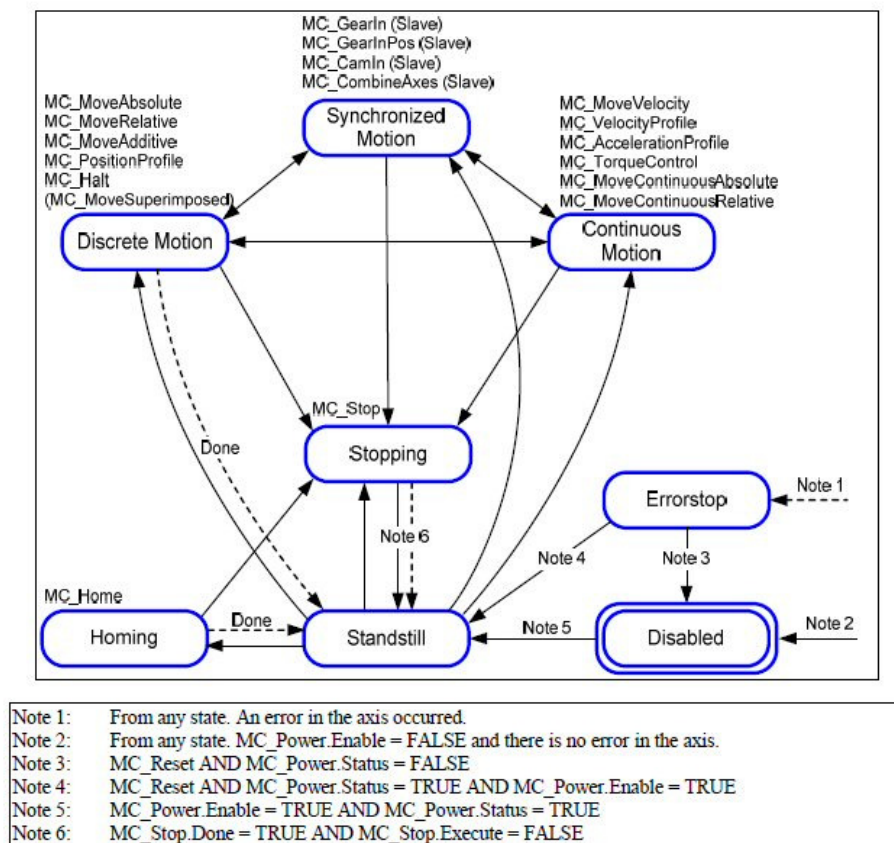 MC_GearIn (Slave)
MC_GearInPos (Slave)
MC_CamIn (Slave)
MC_CombineAxes (Slave)
MC_MoveAbsolute
MC_MoveRelative
MC_MoveAdditive
MC_PositionProfile
MC_Halt
(MC_MoveSuperimposed)
Synchronized
Motion
MC_MoveVelocity
MC_VelocityProfile
MC_AccelerationProfile
MC_TorqueControl
MC_MoveContinuousAbsolute
MC_MoveContinuousRelative
Discrete Motion
Continuous
Motion
MC_Stop
Done
Stopping
Errorstop
Note 1
Note 6
Note 4
Note 3
MC_Home
Homing
Done
Standstill
Note 5
Disabled
Note 2
Note 1: From any state. An error in the axis occurred.
Note 2: From any state. MC_Power.Enable = FALSE and there is no error in the axis.
Note 3: MC_Reset AND MC_Power.Status = FALSE
Note 4: MC_Reset AND MC_Power.Status = TRUE AND MC_Power.Enable = TRUE
Note 5: MC_Power.Enable = TRUE AND MC_Power.Status = TRUE
Note 6: MC_Stop.Done = TRUE AND MC_Stop.Execute = FALSE